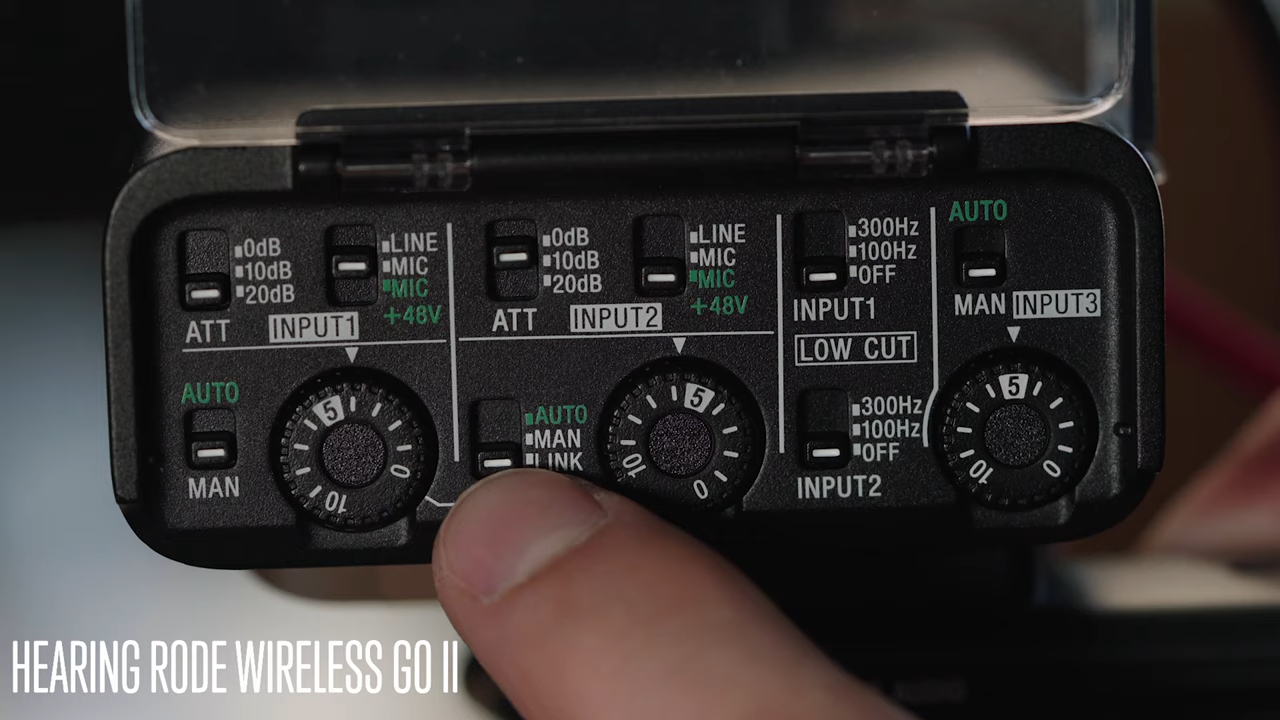 0dB
10dB
20dB
ATT
LINE
MIC
MIC
+48V
INPUT1
AUTO
MAN
5
0
10
0dB
10dB
20dB
ATT
LINE
MIC
MIC
+48V
INPUT2
AUTO
MAN
LINK
5
10
0
300Hz
100Hz
OFF
INPUT1
LOW CUT
300Hz
100Hz
OFF
INPUT2
AUTO
MAN INPUT3
5
10
0
HEARING RODE WIRELESS GO II